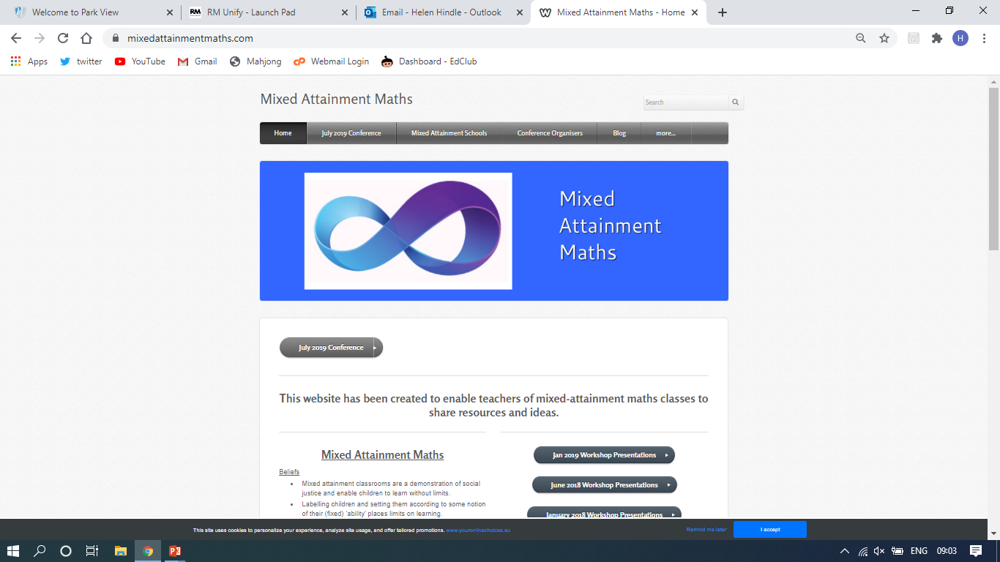 Welcome to Park View
RM
RM Unify - Launch Pad
Email - Helen Hindle - Outlook
Mixed Attainment Maths - Home
mixedattainmentmaths.com
H
Apps
twitter
YouTube
Gmail
Mahjong
Webmail Login
Dashboard - EdClub
Mixed Attainment Maths
Search
Home
July 2019 Conference
Mixed Attainment Schools
Conference Organisers
Blog
more...
Mixed
Attainment
Maths
July 2019 Conference
This website has been created to enable teachers of mixed-attainment maths classes to
share resources and ideas.
Mixed Attainment Maths
Beliefs
• Mixed attainment classrooms are a demonstration of social
justice and enable children to learn without limits.
• Labelling children and setting them according to some notion
of their (fixed) 'ability' places limits on learning.
Jan 2019 Workshop Presentations
June 2018 Workshop Presentations
January 2018 Workshop Presentations
This site uses cookies to personalize your experience, analyze site usage, and offer tailored promotions. www.youronlinechoices.eu
Remind me later
I accept
ENG
09:03